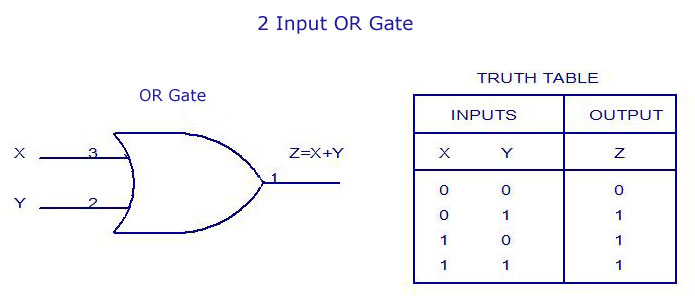 2 Input OR Gate
TRUTH TABLE
OR Gate
INPUTS OUTPUT
X 3 Z=X+Y
X Y Z
1
0 0 0
Y 2
0 1 1
1 0 1
1 1 1